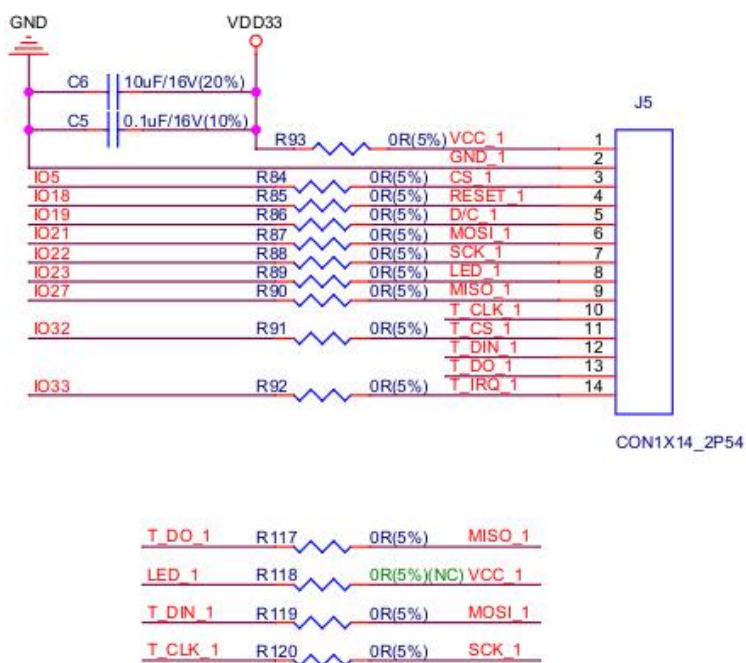 GND VDD33
C6 10uF/16V(20%)
J5
C5 0.1uF/16V(10%)
R93 0R(5%) VCC_1 1
GND_1 2
IO5 R84 0R(5%) CS_1 3
IO18 R85 0R(5%) RESET_1 4
IO19 R86 0R(5%) D/C_1 5
IO21 R87 0R(5%) MOSI_1 6
IO22 R88 0R(5%) SCK_1 7
IO23 R89 0R(5%) LED_1 8
IO27 R90 0R(5%) MISO_1 9
T_CLK_1 10
IO32 R91 0R(5%) T_CS_1 11
T_DIN_1 12
T_DO_1 13
IO33 R92 0R(5%) T_IRQ_1 14
CON1X14_2P54
T_DO_1 R117 0R(5%) MISO_1
LED_1 R118 0R(5%)(NC) VCC_1
T_DIN_1 R119 0R(5%) MOSI_1
T_CLK_1 R120 0R(5%) SCK_1